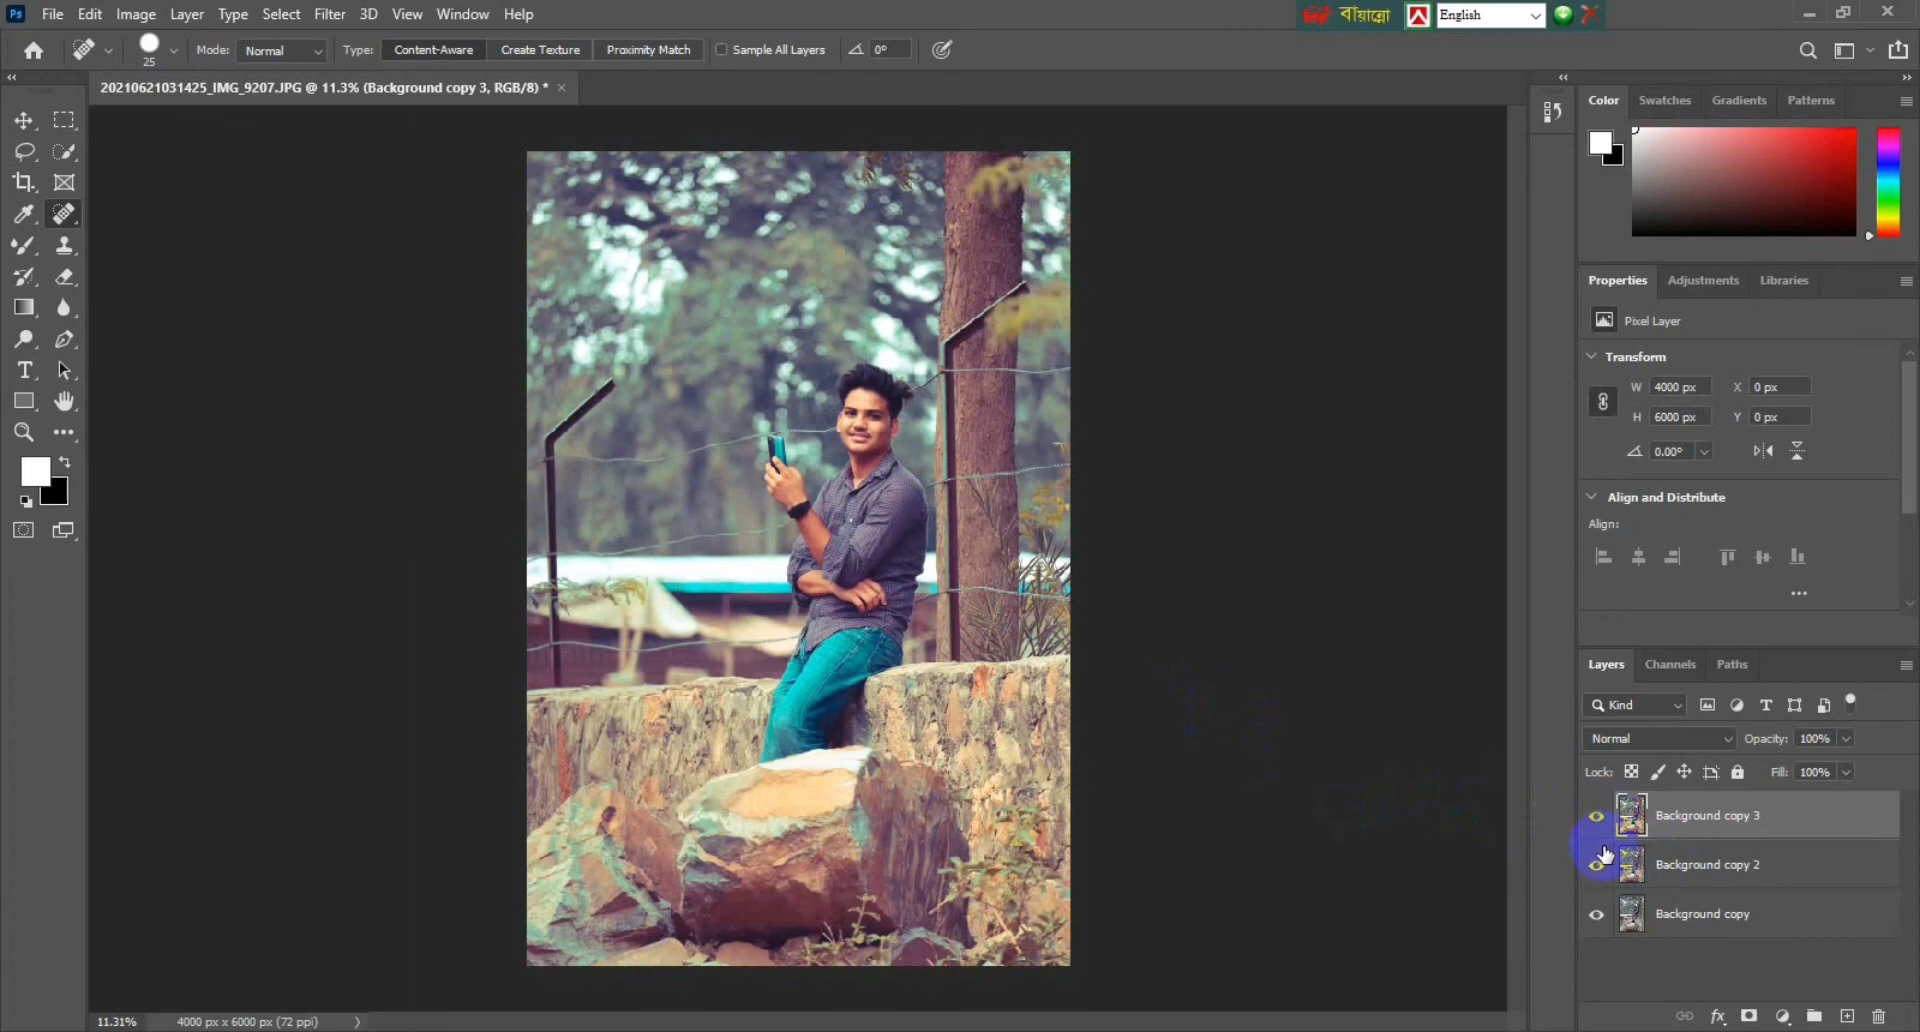 Ps File Edit Image Layer Type Select Filter 3D View Window Help
বায়ান্নো English
25 Mode: Normal Type: Content-Aware Create Texture Proximity Match Sample All Layers 0°
20210621031425_IMG_9207.JPG @ 11.3% (Background copy 3, RGB/8) *
Color Swatches Gradients Patterns
Properties Adjustments Libraries
Pixel Layer
Transform
W 4000 px X 0 px
H 6000 px Y 0 px
0.00°
Align and Distribute
Align:
Layers Channels Paths
Kind
Normal Opacity: 100%
Lock: Fill: 100%
Background copy 3
Background copy 2
Background copy
fx
11.31% 4000 px x 6000 px (72 ppi)